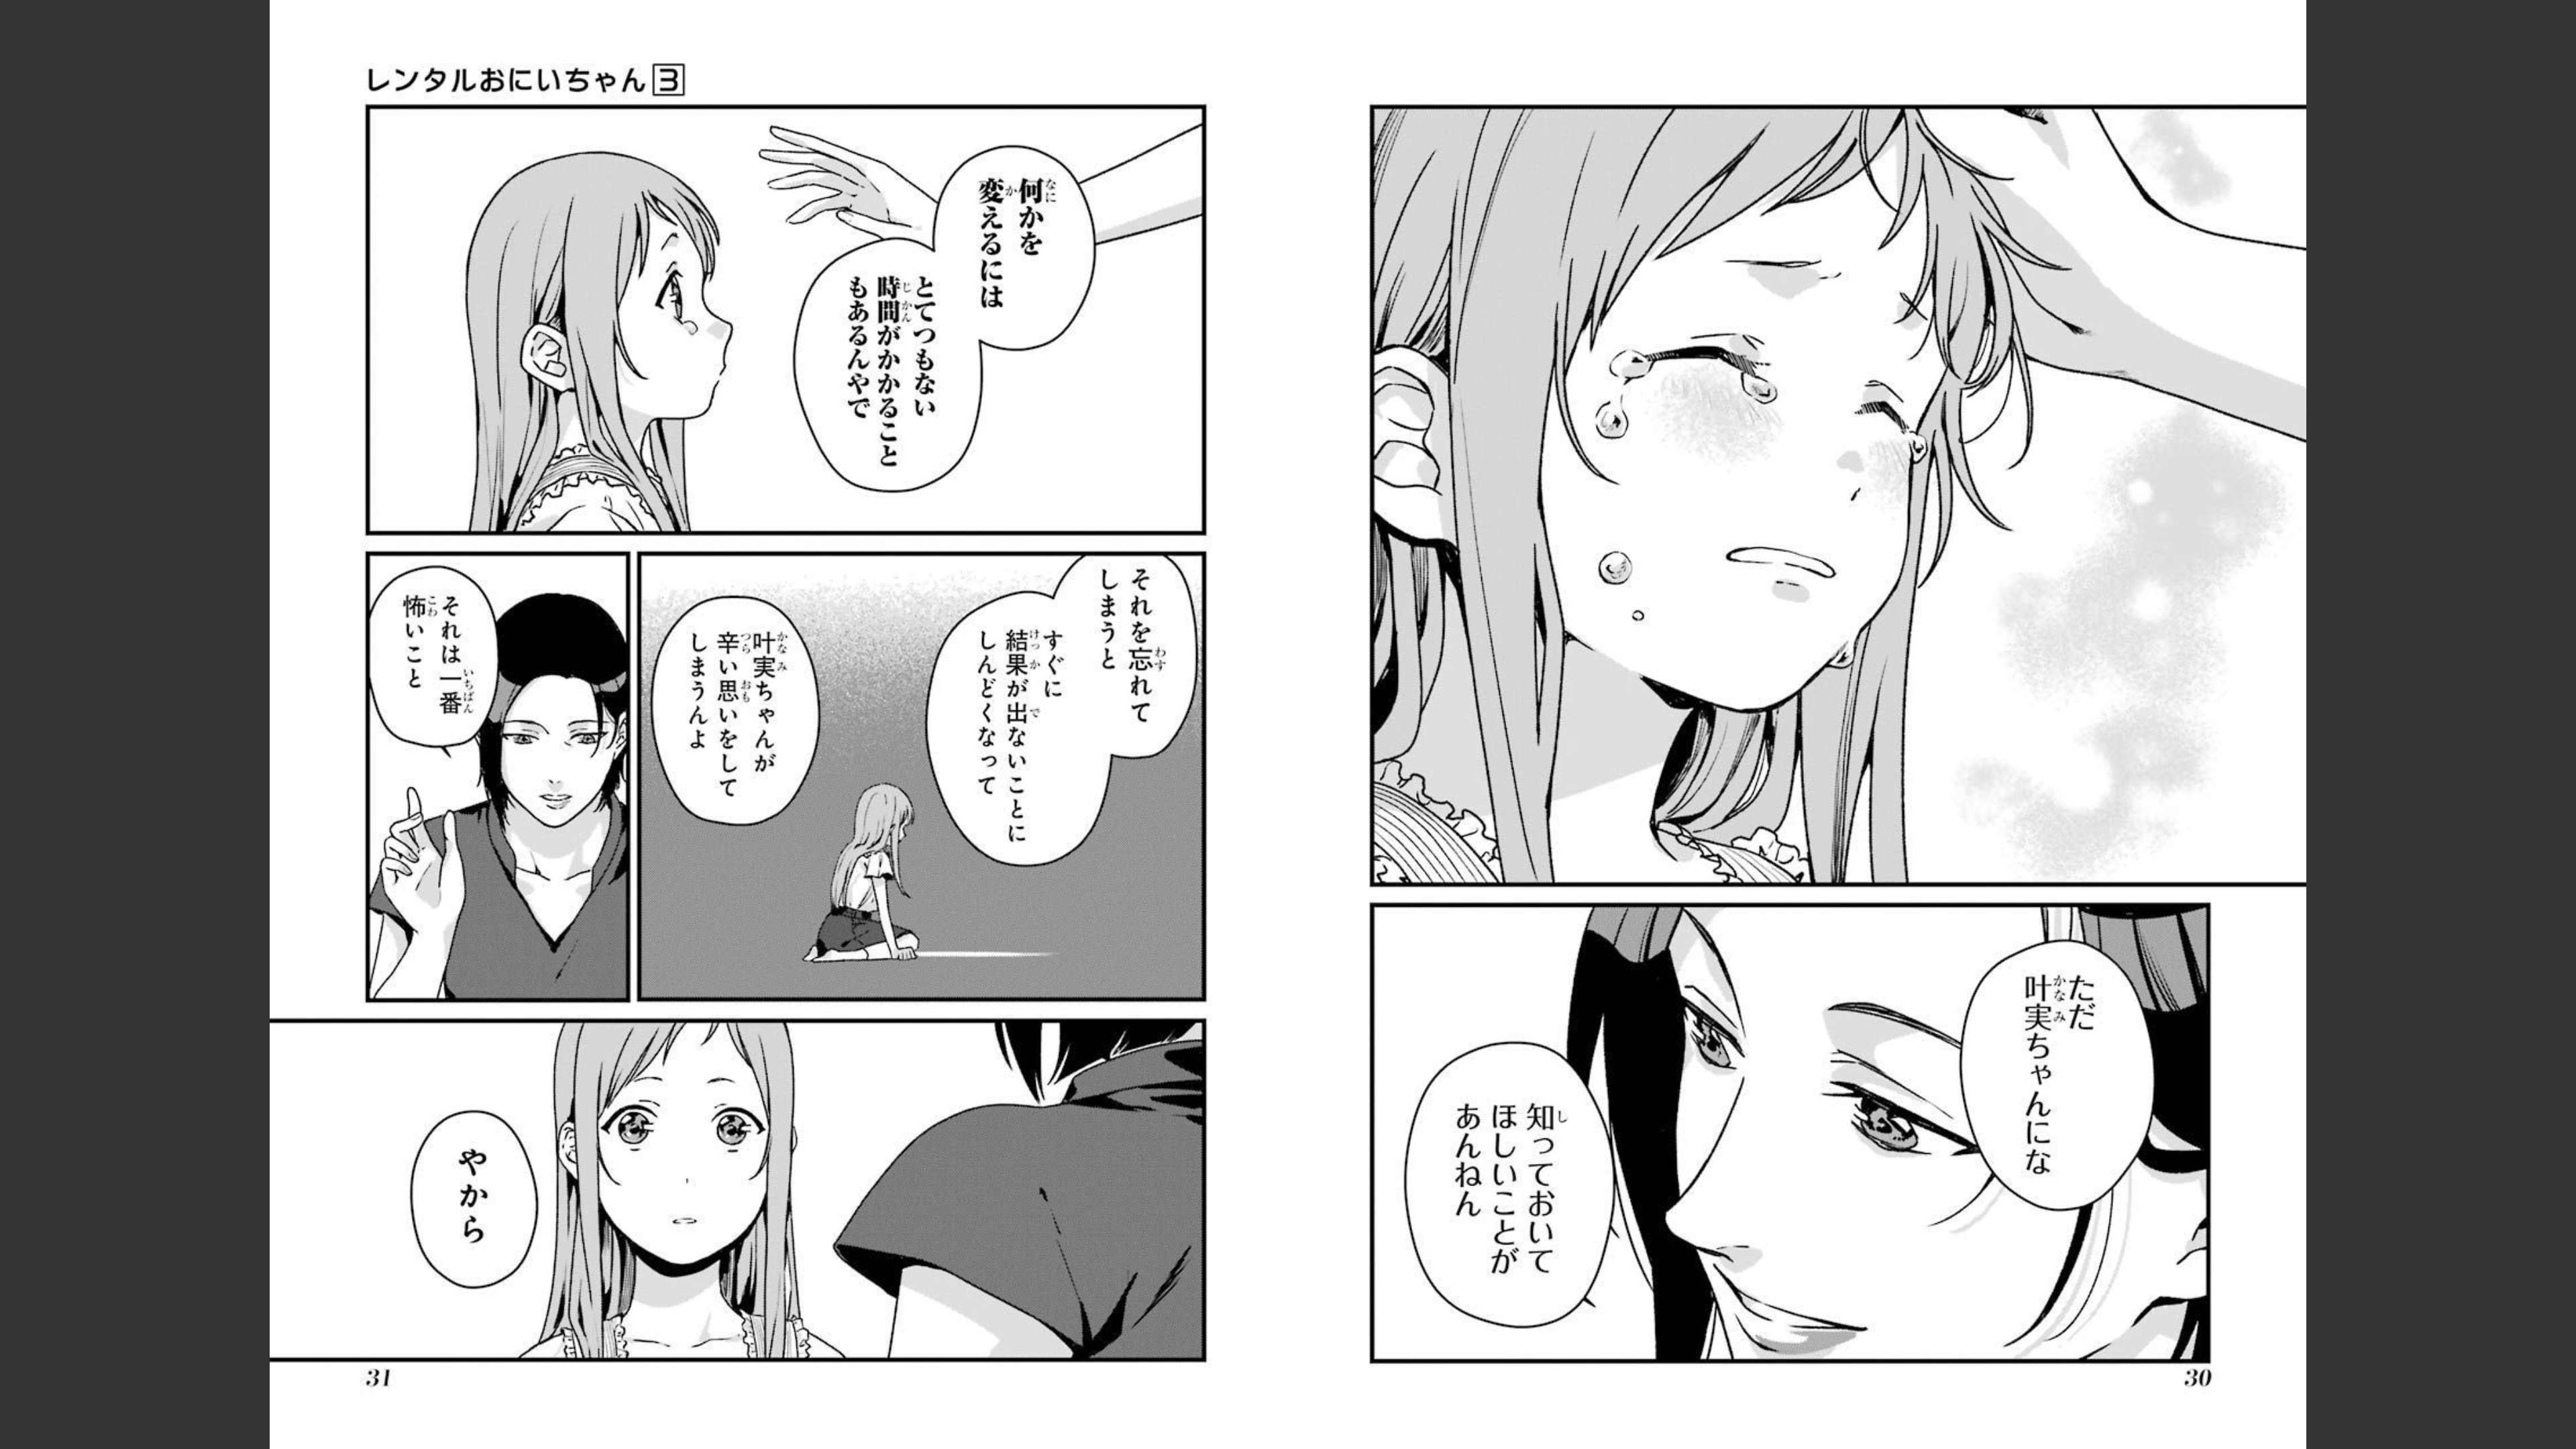 ただ
叶実ちゃんにな
知っておいて
ほしいことが
あんねん
30
レンタルおにいちゃん3
何かを
変えるには
とてつもない
時間がかかること
もあるんやで
それを忘れて
しまうと
すぐに
結果が出ないことに
しんどくなって
叶実ちゃんが
辛い思いをして
しまうんよ
それは一番
怖いこと
やから
31